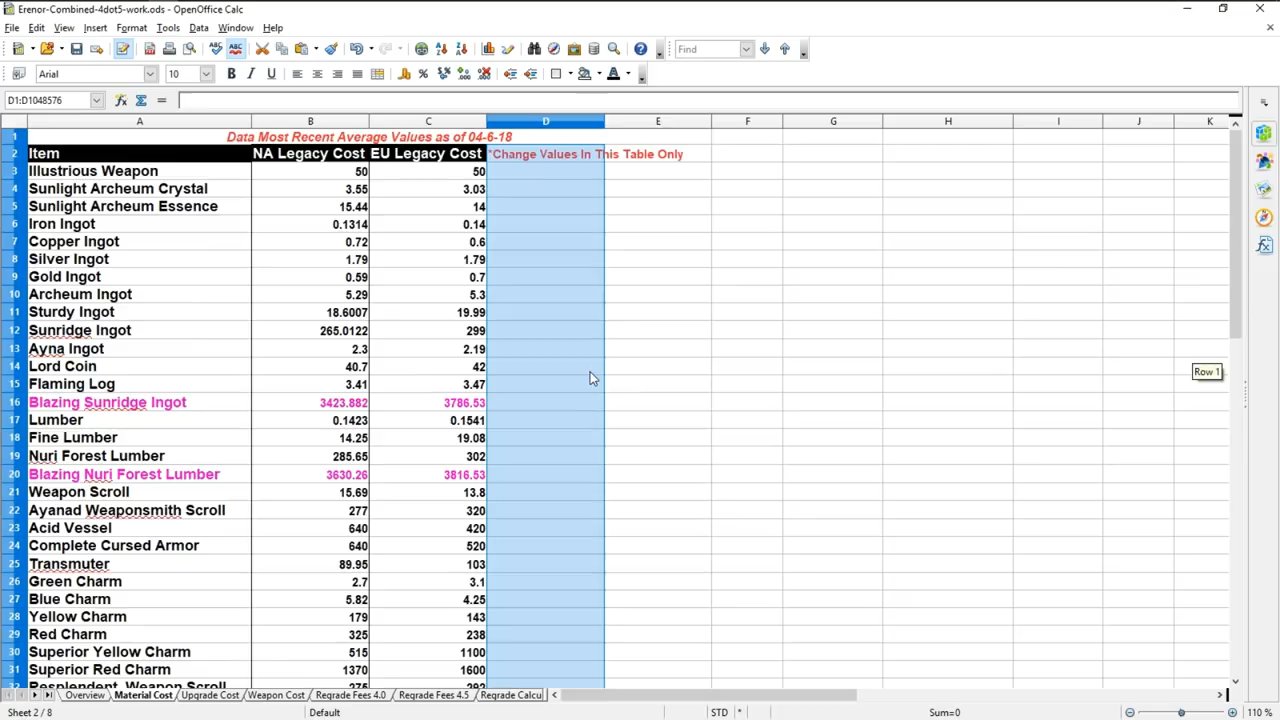 Erenor-Combined-4dot5-work.ods - OpenOffice Calc
File Edit View Insert Format Tools Data Window Help
Find
Arial 10
D1:D1048576
A B C D E F G H I J K
1 Data Most Recent Average Values as of 04-6-18
2 Item NA Legacy Cost EU Legacy Cost *Change Values In This Table Only
3 Illustrious Weapon 50 50
4 Sunlight Archeum Crystal 3.55 3.03
5 Sunlight Archeum Essence 15.44 14
6 Iron Ingot 0.1314 0.14
7 Copper Ingot 0.72 0.6
8 Silver Ingot 1.79 1.79
9 Gold Ingot 0.59 0.7
10 Archeum Ingot 5.29 5.3
11 Sturdy Ingot 18.6007 19.99
12 Sunridge Ingot 265.0122 299
13 Ayna Ingot 2.3 2.19
14 Lord Coin 40.7 42
Row 1
15 Flaming Log 3.41 3.47
16 Blazing Sunridge Ingot 3423.882 3786.53
17 Lumber 0.1423 0.1541
18 Fine Lumber 14.25 19.08
19 Nuri Forest Lumber 285.65 302
20 Blazing Nuri Forest Lumber 3630.26 3816.53
21 Weapon Scroll 15.69 13.8
22 Ayanad Weaponsmith Scroll 277 320
23 Acid Vessel 640 420
24 Complete Cursed Armor 640 520
25 Transmuter 89.95 103
26 Green Charm 2.7 3.1
27 Blue Charm 5.82 4.25
28 Yellow Charm 179 143
29 Red Charm 325 238
30 Superior Yellow Charm 515 1100
31 Superior Red Charm 1370 1600
Resplendent Weapon Scroll 275 292
Overview Material Cost Upgrade Cost Weapon Cost Regrade Fees 4.0 Regrade Fees 4.5 Regrade Calcu
Sheet 2 / 8 Default STD * Sum=0 110 %